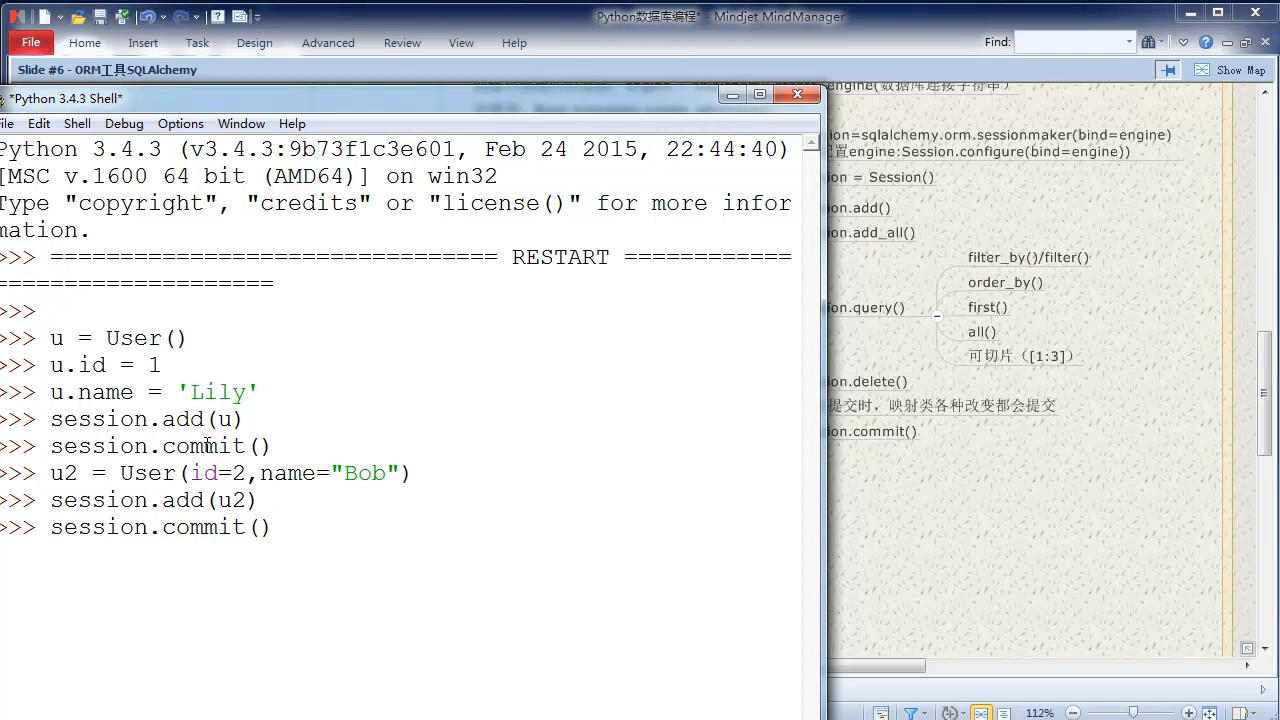 Python数据库编程* - Mindjet MindManager
File Home Insert Task Design Advanced Review View Help Find:
Slide #6 - ORM工具SQLAlchemy
Show Map
*Python 3.4.3 Shell*
File Edit Shell Debug Options Window Help
Python 3.4.3 (v3.4.3:9b73f1c3e601, Feb 24 2015, 22:44:40)
[MSC v.1600 64 bit (AMD64)] on win32
Type "copyright", "credits" or "license()" for more infor
mation.
>>> ================================ RESTART ============
====================
>>>
>>> u = User()
>>> u.id = 1
>>> u.name = 'Lily'
>>> session.add(u)
>>> session.commit()
>>> u2 = User(id=2,name="Bob")
>>> session.add(u2)
>>> session.commit()
engine(数据库连接字符串)
ion=sqlalchemy.orm.sessionmaker(bind=engine)
配置engine:Session.configure(bind=engine))
ion = Session()
ion.add()
ion.add_all()
ion.query()
filter_by()/filter()
order_by()
first()
all()
可切片（[1:3]）
ion.delete()
提交时，映射类各种改变都会提交
ion.commit()
112%